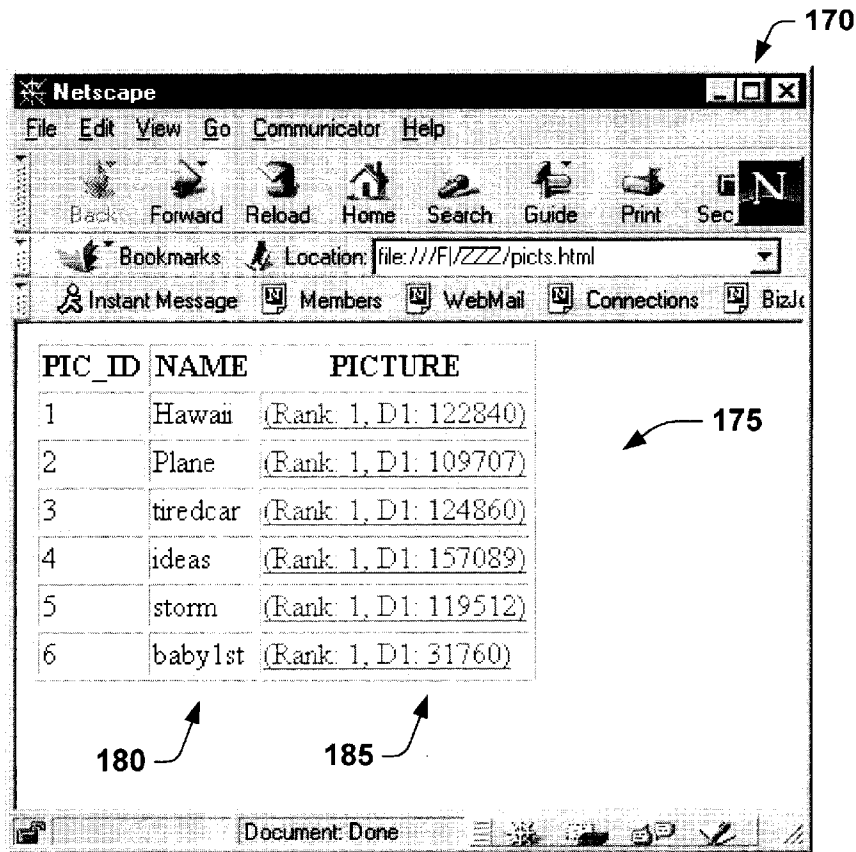 170
Netscape
File Edit View Go Communicator Help
Back Forward Reload Home Search Guide Print Sec N
Bookmarks Location: file:///F|/ZZZ/picts.html
Instant Message Members WebMail Connections BizJo
PIC_ID NAME PICTURE
1 Hawaii (Rank: 1, D1: 122840)
175
2 Plane (Rank: 1, D1: 109707)
3 tiredcar (Rank: 1, D1: 124860)
4 ideas (Rank: 1, D1: 157089)
5 storm (Rank: 1, D1: 119512)
6 baby1st (Rank: 1, D1: 31760)
180 185
Document: Done